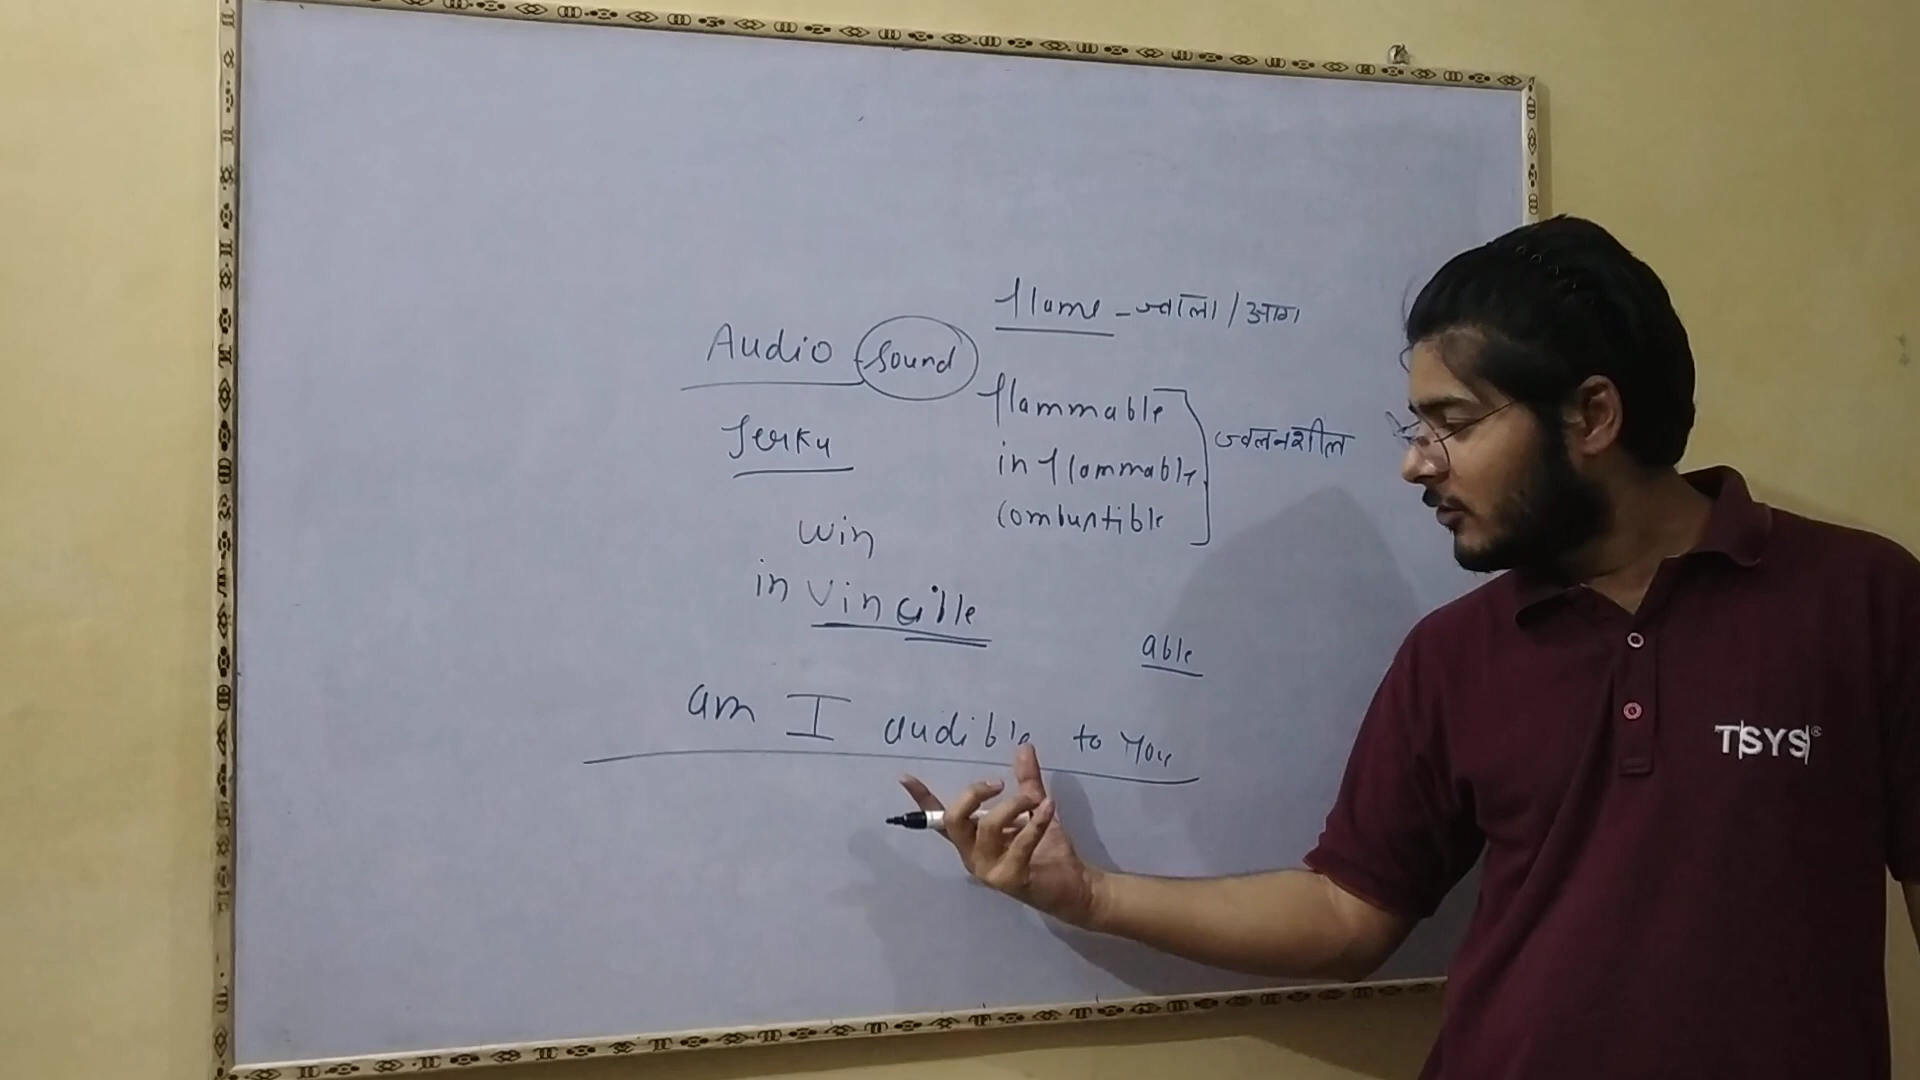 flame - ज्वाला / आग
Audio - Sound
flammable
Jerky
inflammable
ज्वलनशील
combustible
win
invincible
able
am I audible to you
TSYS®